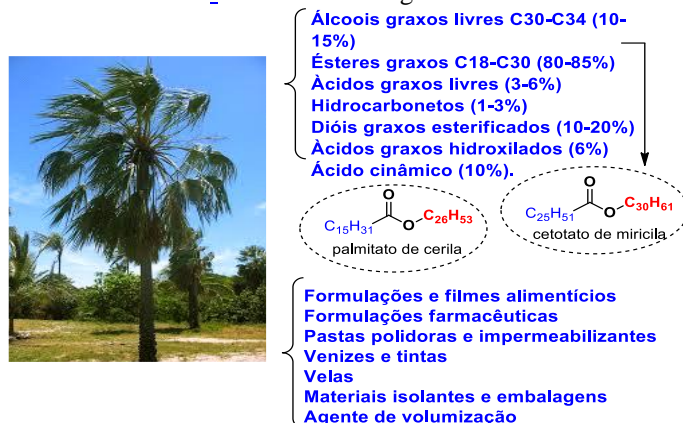 Álcoois graxos livres C30-C34 (10-
15%)
Ésteres graxos C18-C30 (80-85%)
Àcidos graxos livres (3-6%)
Hidrocarbonetos (1-3%)
Dióis graxos esterificados (10-20%)
Àcidos graxos hidroxilados (6%)
Ácido cinâmico (10%).
O
C15H31 O C26H53
palmitato de cerila
O
C25H51 O C30H61
cetotato de miricila
Formulações e filmes alimentícios
Formulações farmacêuticas
Pastas polidoras e impermeabilizantes
Venizes e tintas
Velas
Materiais isolantes e embalagens
Agente de volumização